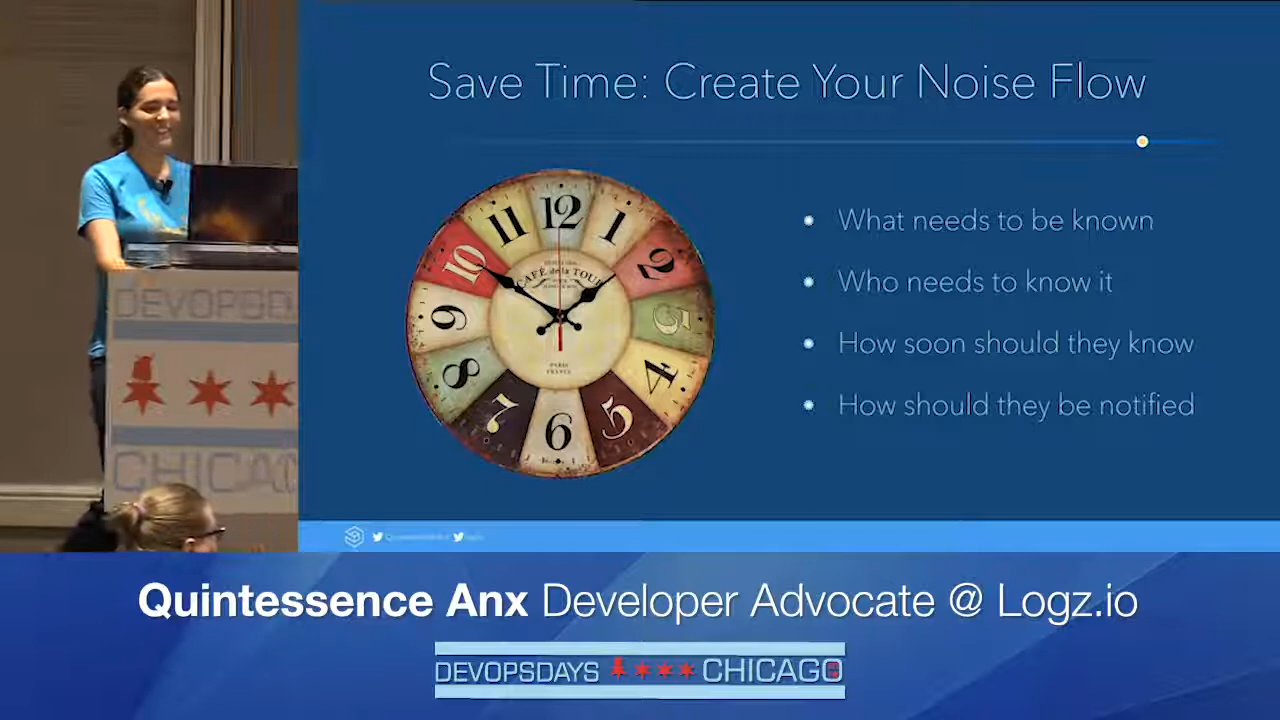 Save Time: Create Your Noise Flow
12
1
2
3
4
5
6
7
8
9
10
11
CAFÉ de la TOUR
PARIS
FRANCE
What needs to be known
Who needs to know it
How soon should they know
How should they be notified
DEVOPSD
CHICAG
Quintessence Anx Developer Advocate @ Logz.io
DEVOPSDAYS CHICAGO